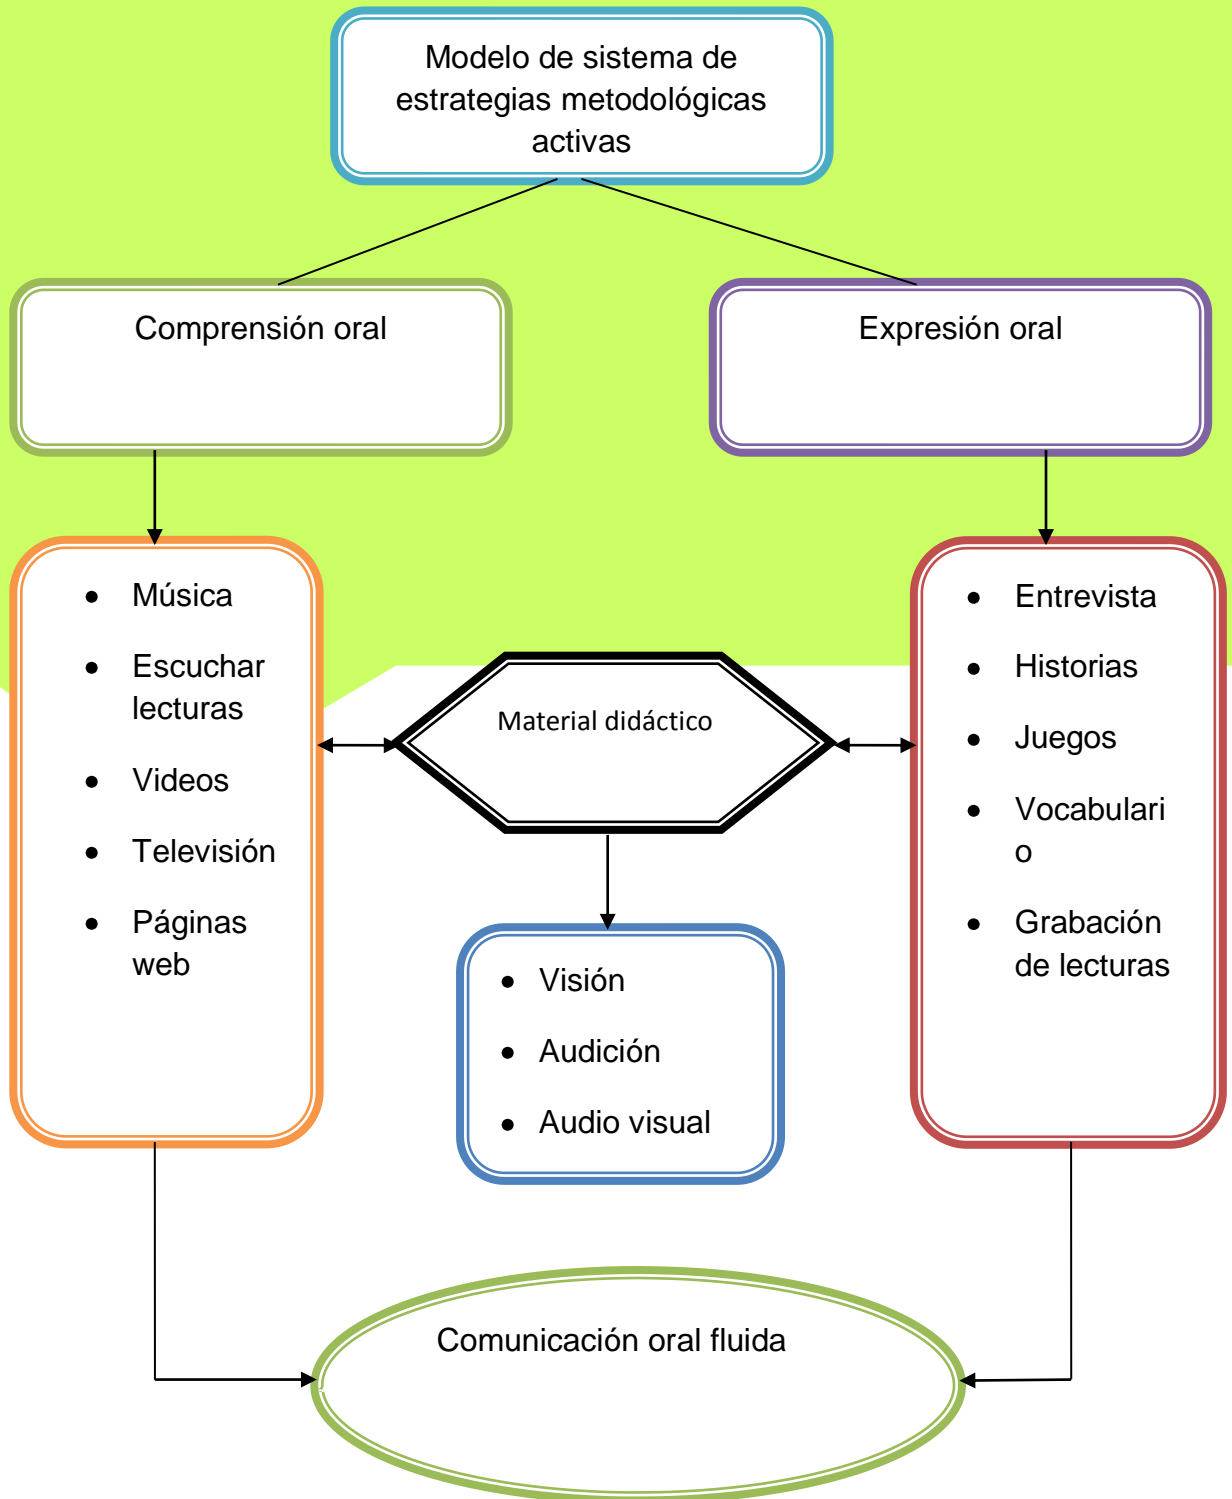 Modelo de sistema de
estrategias metodológicas
activas
Comprensión oral
Expresión oral
• Música
• Escuchar
lecturas
• Videos
• Televisión
• Páginas
web
Material didáctico
• Visión
• Audición
• Audio visual
• Entrevista
• Historias
• Juegos
• Vocabulari
o
• Grabación
de lecturas
Comunicación oral fluida